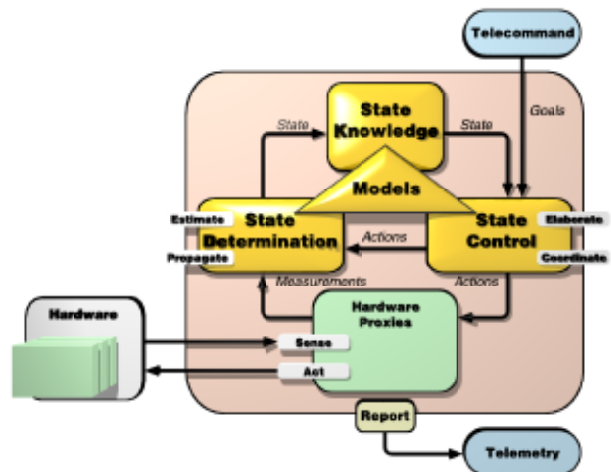 Telecommand
State
Knowledge
State
State
Goals
Models
Estimate
State
Determination
Propagate
Actions
State
Control
Elaborate
Coordinate
Measurements
Actions
Hardware
Hardware
Proxies
Sense
Act
Report
Telemetry